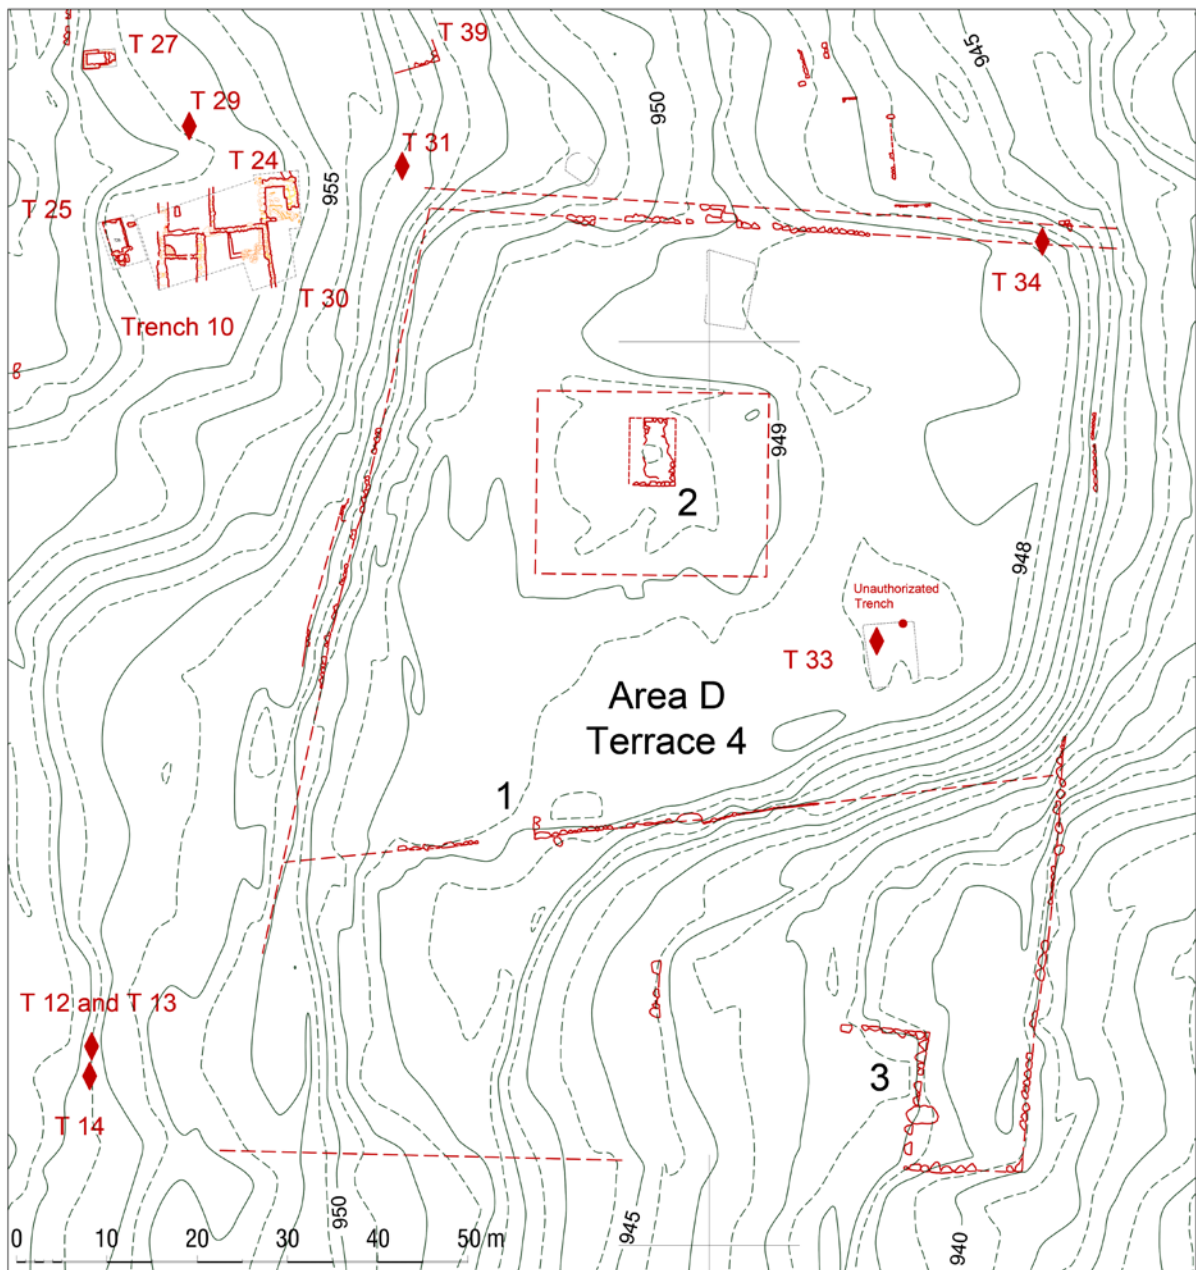 T 27
T 39
945
T 29
950
T 31
T 24
955
T 25
T 34
T 30
Trench 10
949
2
948
Unauthorizated
Trench
T 33
Area D
Terrace 4
1
T 12 and T 13
3
T 14
950
945
940
0 10 20 30 40 50 m